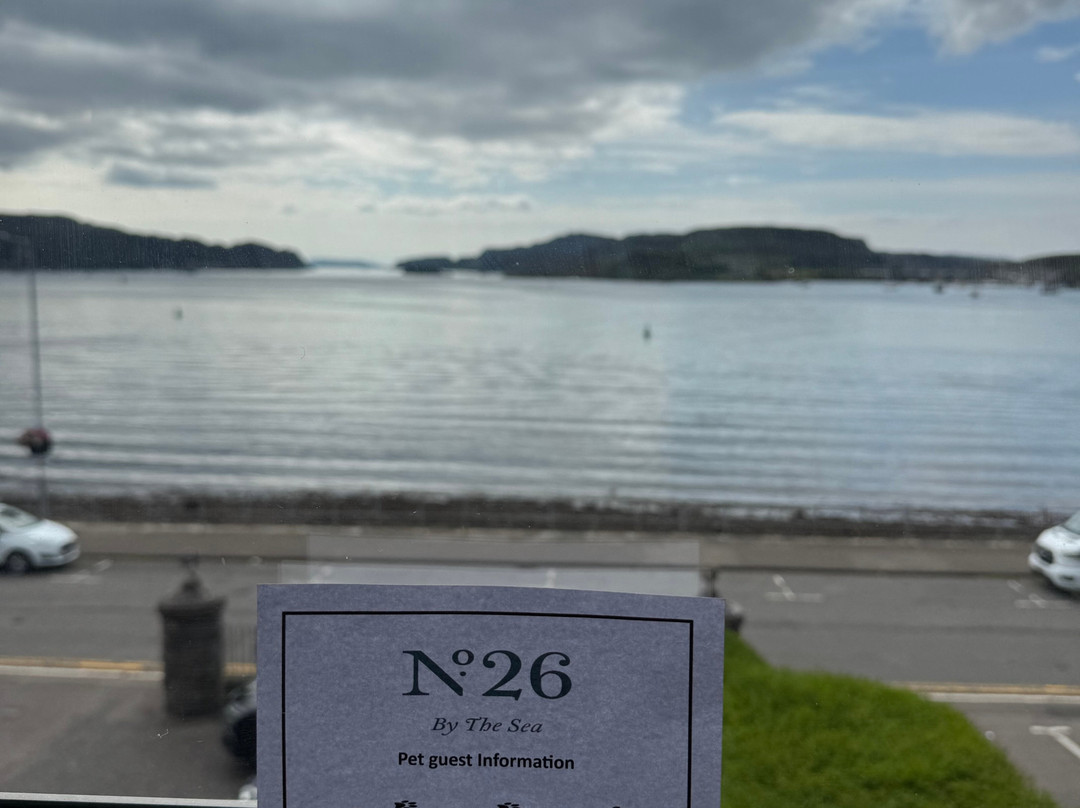 Nº26
By The Sea
Pet guest Information